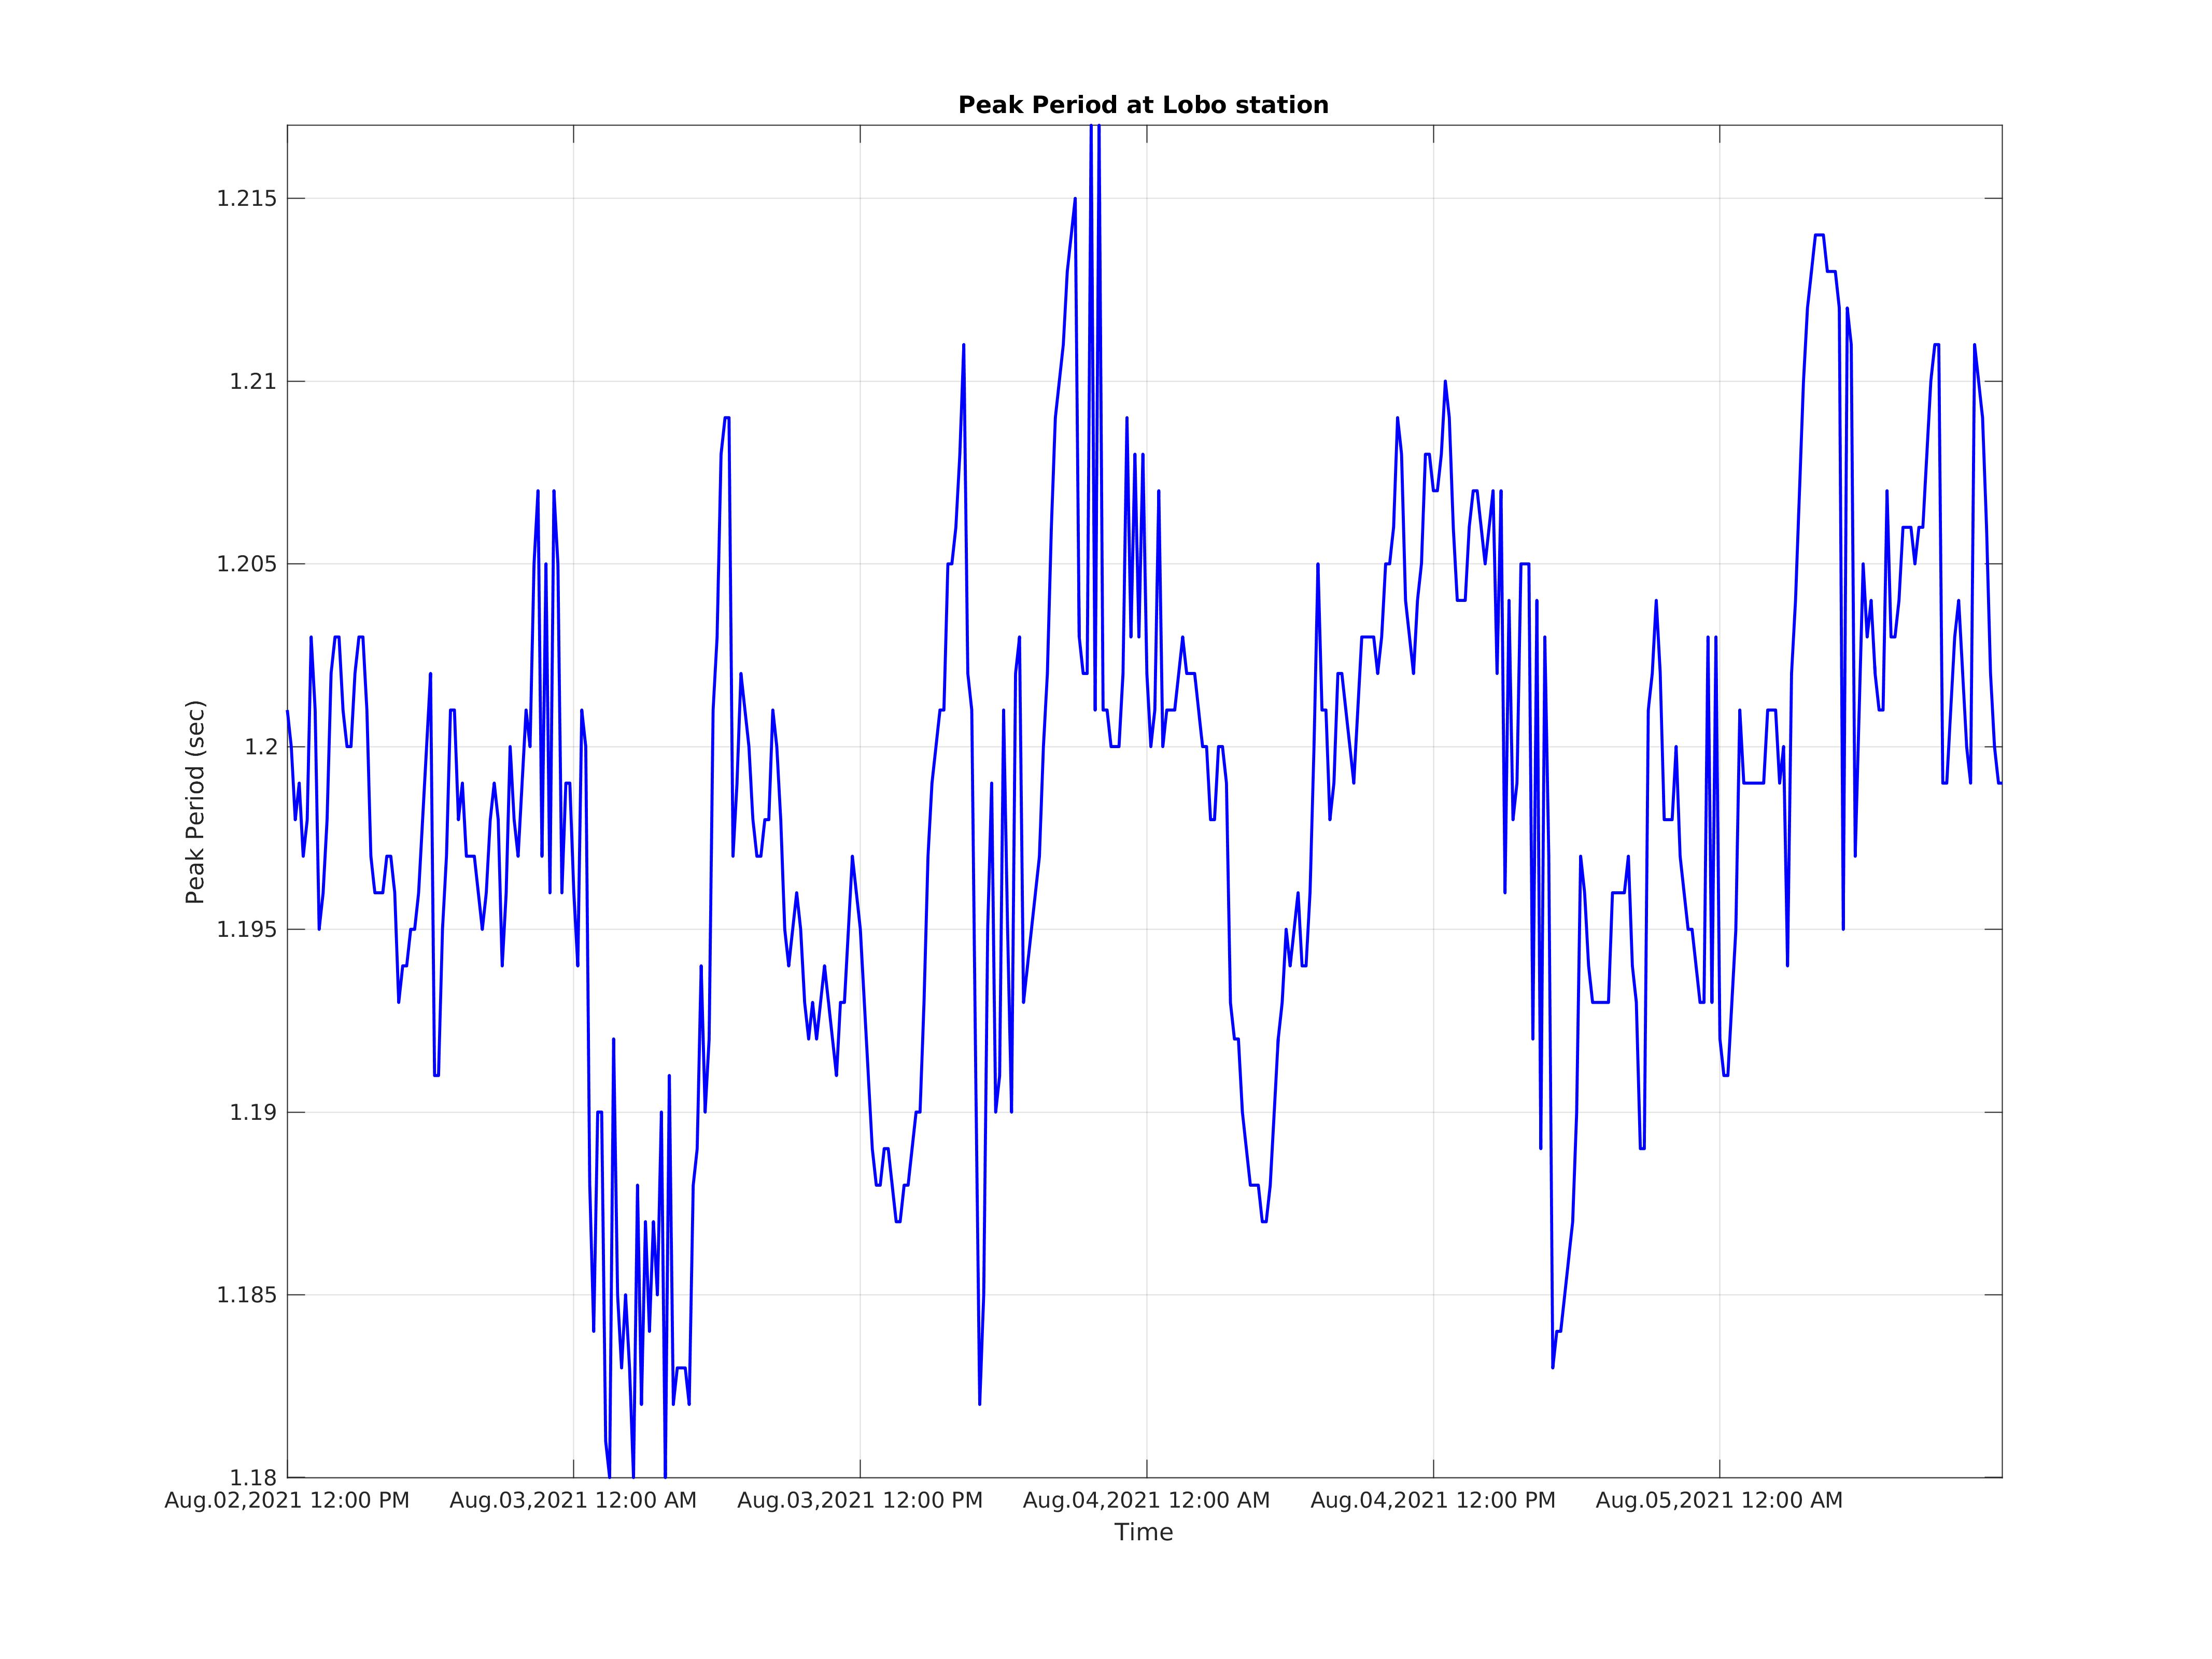 Peak Period at Lobo station
Peak Period (sec)
1.215
1.21
1.205
1.2
1.195
1.19
1.185
1.18
Aug.02,2021 12:00 PM Aug.03,2021 12:00 AM Aug.03,2021 12:00 PM Aug.04,2021 12:00 AM Aug.04,2021 12:00 PM Aug.05,2021 12:00 AM
Time